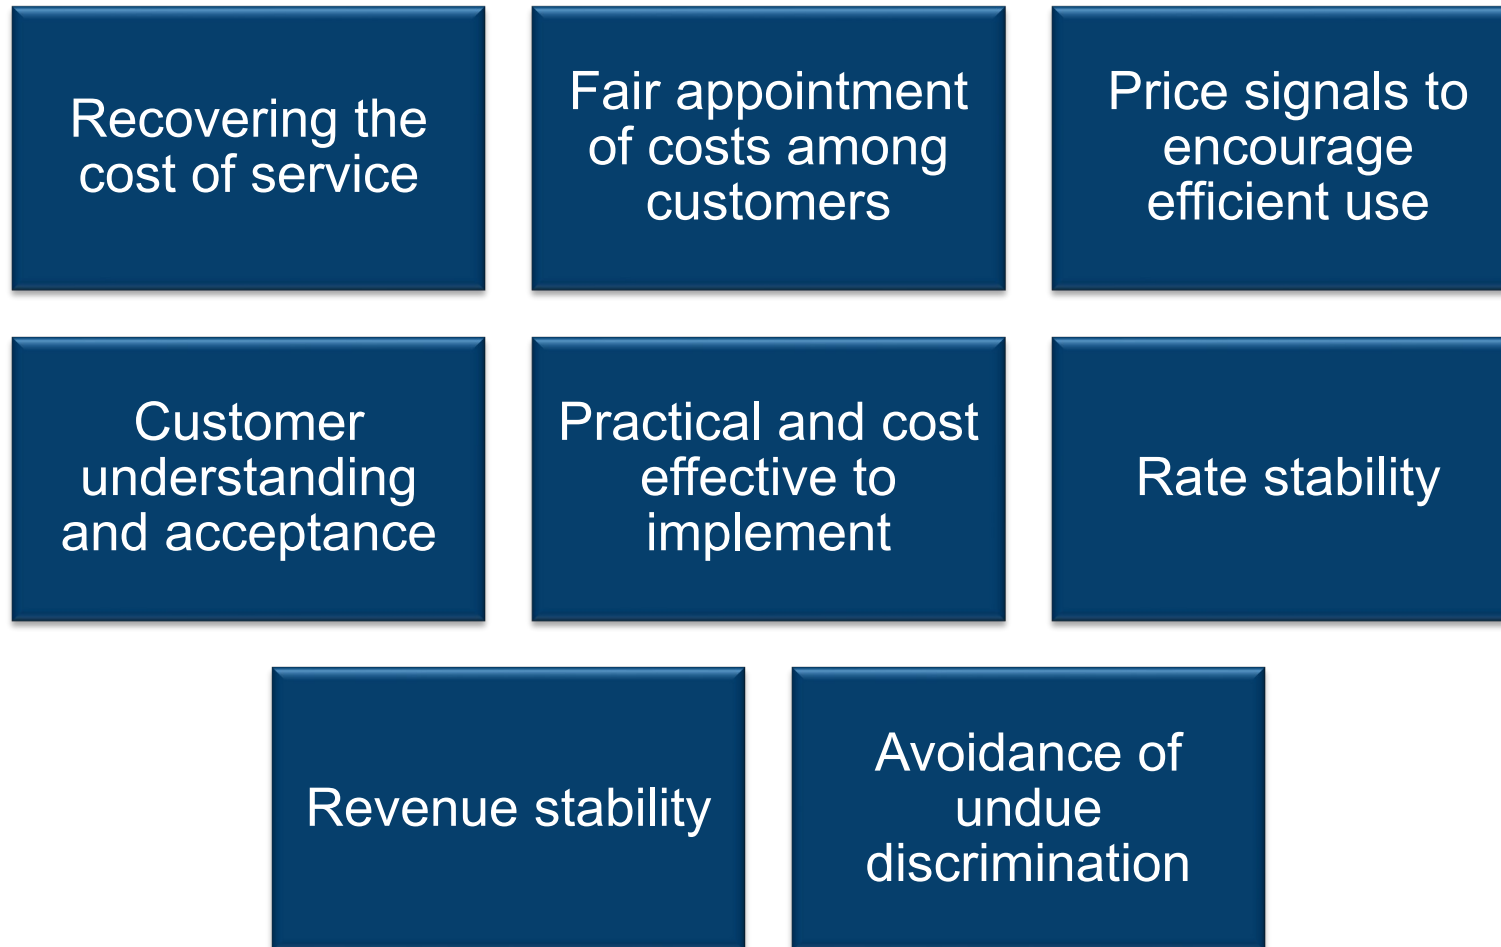 Recovering the
cost of service
Fair appointment
of costs among
customers
Price signals to
encourage
efficient use
Customer
understanding
and acceptance
Practical and cost
effective to
implement
Rate stability
Revenue stability
Avoidance of
undue
discrimination